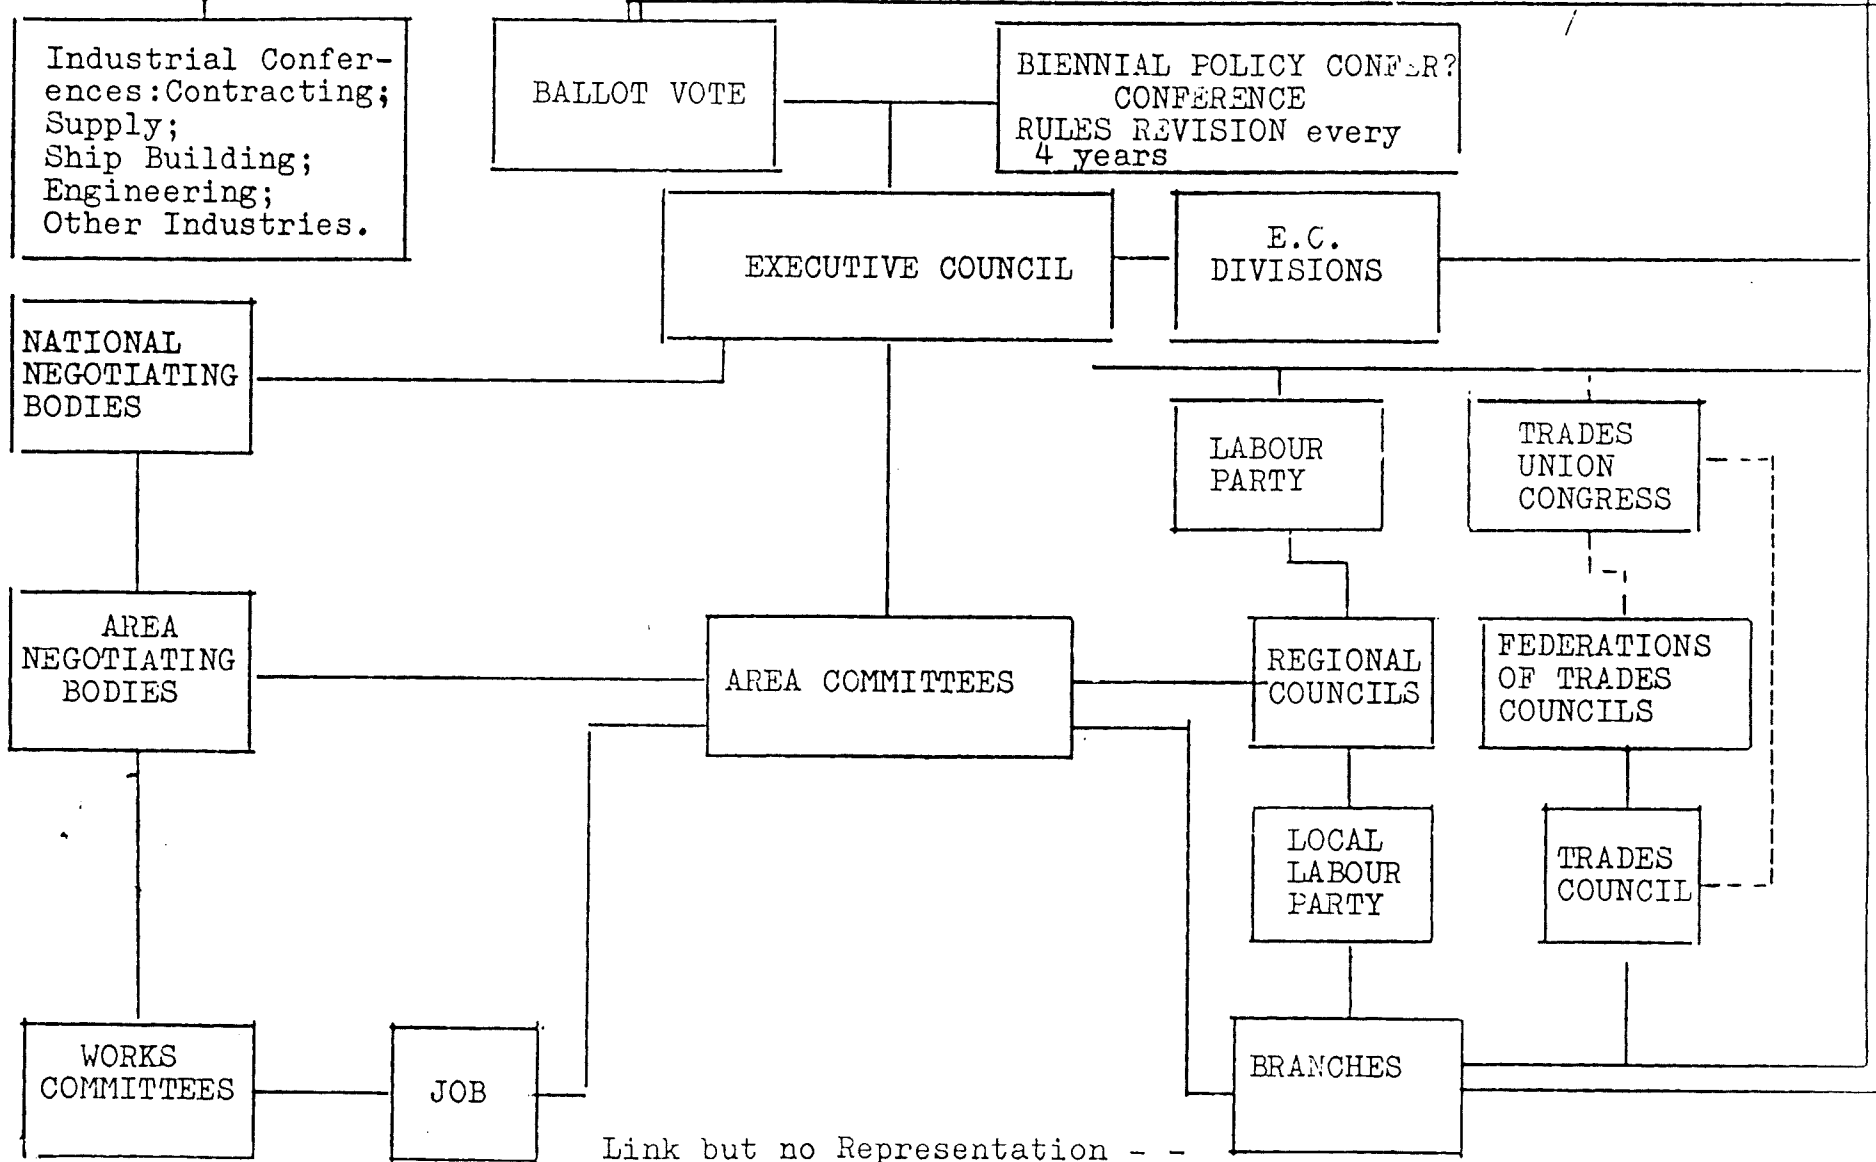 Industrial Confer-
ences:Contracting;
Supply;
Ship Building;
Engineering;
Other Industries.
BALLOT VOTE
BIENNIAL POLICY CONFER?
CONFERENCE
RULES REVISION every
4 years
EXECUTIVE COUNCIL
E.C.
DIVISIONS
NATIONAL
NEGOTIATING
BODIES
LABOUR
PARTY
TRADES
UNION
CONGRESS
AREA
NEGOTIATING
BODIES
AREA COMMITTEES
REGIONAL
COUNCILS
FEDERATIONS
OF TRADES
COUNCILS
LOCAL
LABOUR
PARTY
TRADES
COUNCIL
WORKS
COMMITTEES
JOB
BRANCHES
Link but no Representation - -